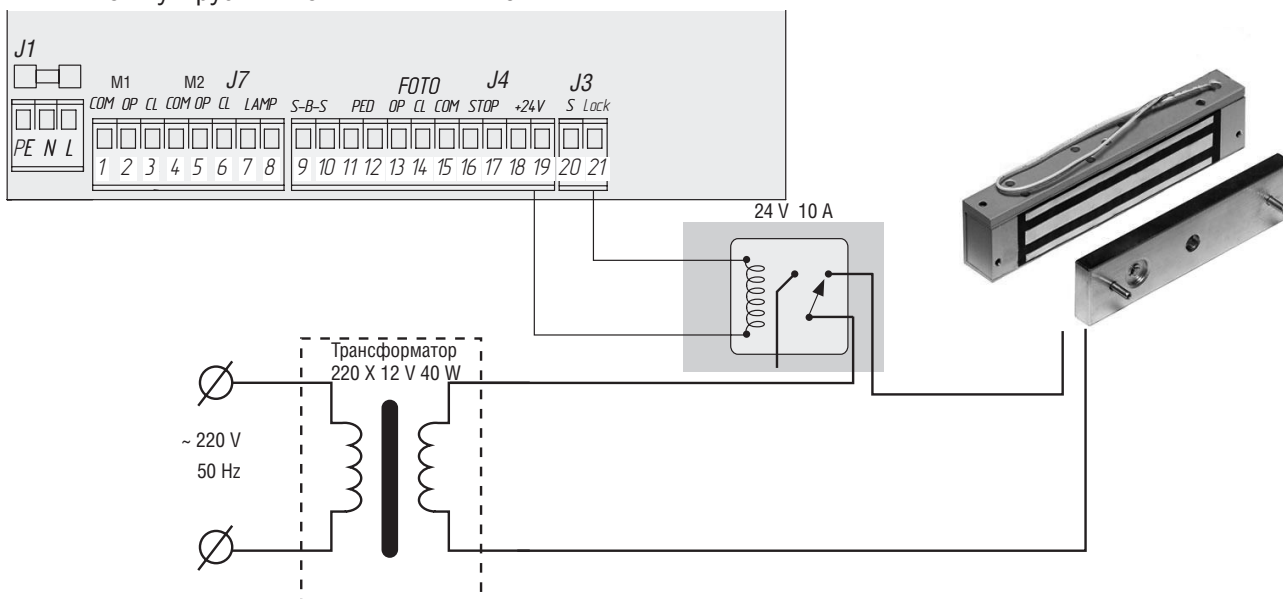 J1
M1 M2 J7
COM OP CL COM OP CL LAMP
FOTO J4 J3
S-B-S PED OP CL COM STOP +24V S Lock
PE N L
1 2 3 4 5 6 7 8 9 10 11 12 13 14 15 16 17 18 19 20 21
24 V 10 A
Трансформатор
220 X 12 V 40 W
~ 220 V
50 Hz